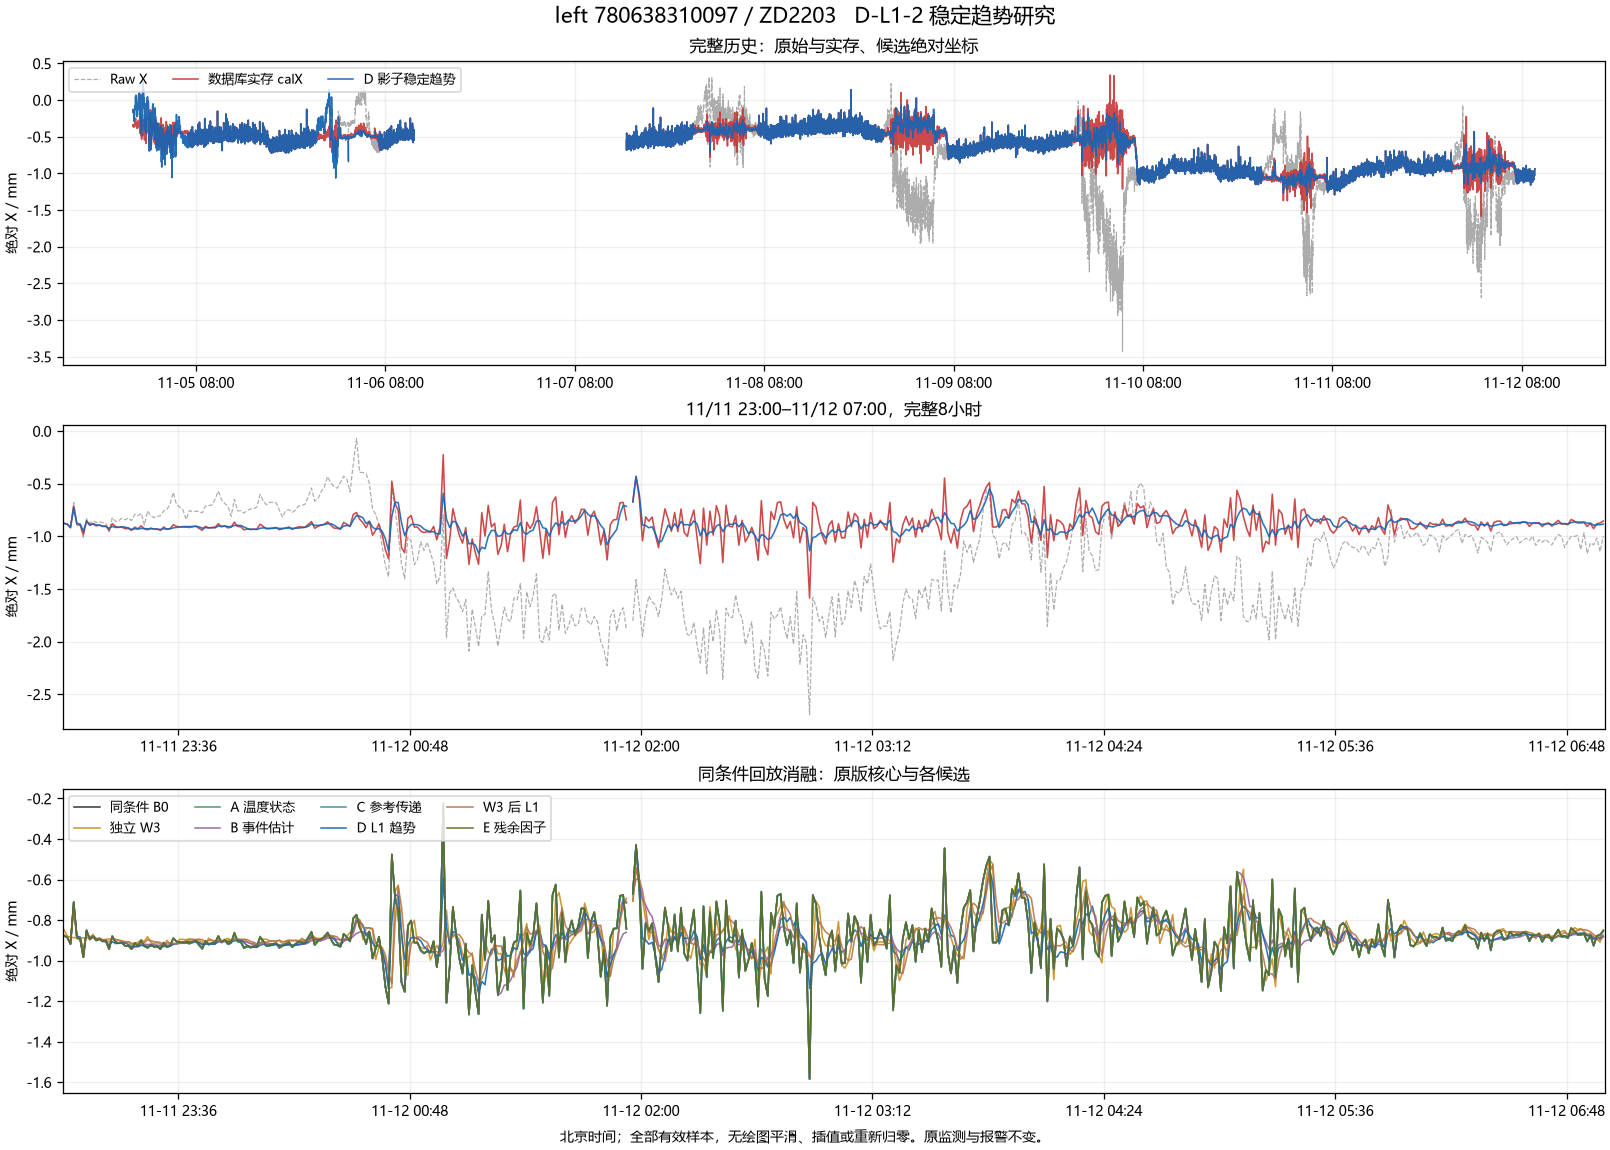 left 780638310097 / ZD2203   D-L1-2 稳定趋势研究
完整历史：原始与实存、候选绝对坐标
Raw X
数据库实存 calX
D 影子稳定趋势
绝对 X / mm
0.5
0.0
-0.5
-1.0
-1.5
-2.0
-2.5
-3.0
-3.5
11-05 08:00
11-06 08:00
11-07 08:00
11-08 08:00
11-09 08:00
11-10 08:00
11-11 08:00
11-12 08:00
11/11 23:00–11/12 07:00，完整8小时
绝对 X / mm
0.0
-0.5
-1.0
-1.5
-2.0
-2.5
11-11 23:36
11-12 00:48
11-12 02:00
11-12 03:12
11-12 04:24
11-12 05:36
11-12 06:48
同条件回放消融：原版核心与各候选
同条件 B0
A 温度状态
C 参考传递
W3 后 L1
独立 W3
B 事件估计
D L1 趋势
E 残余因子
绝对 X / mm
-0.2
-0.4
-0.6
-0.8
-1.0
-1.2
-1.4
-1.6
11-11 23:36
11-12 00:48
11-12 02:00
11-12 03:12
11-12 04:24
11-12 05:36
11-12 06:48
北京时间；全部有效样本，无绘图平滑、插值或重新归零。原监测与报警不变。